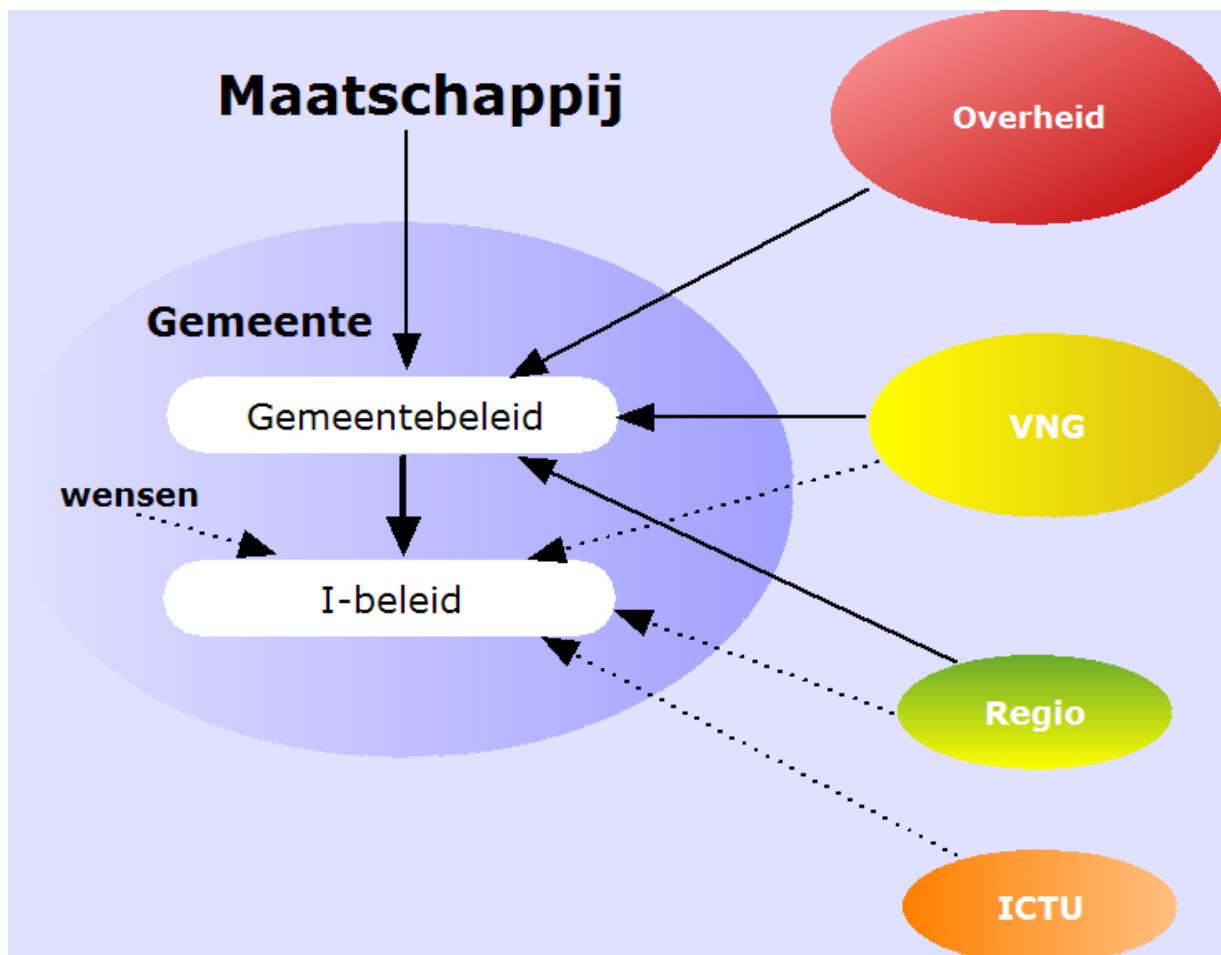 Maatschappij
Overheid
Gemeente
Gemeentebeleid
VNG
wensen
I-beleid
Regio
ICTU